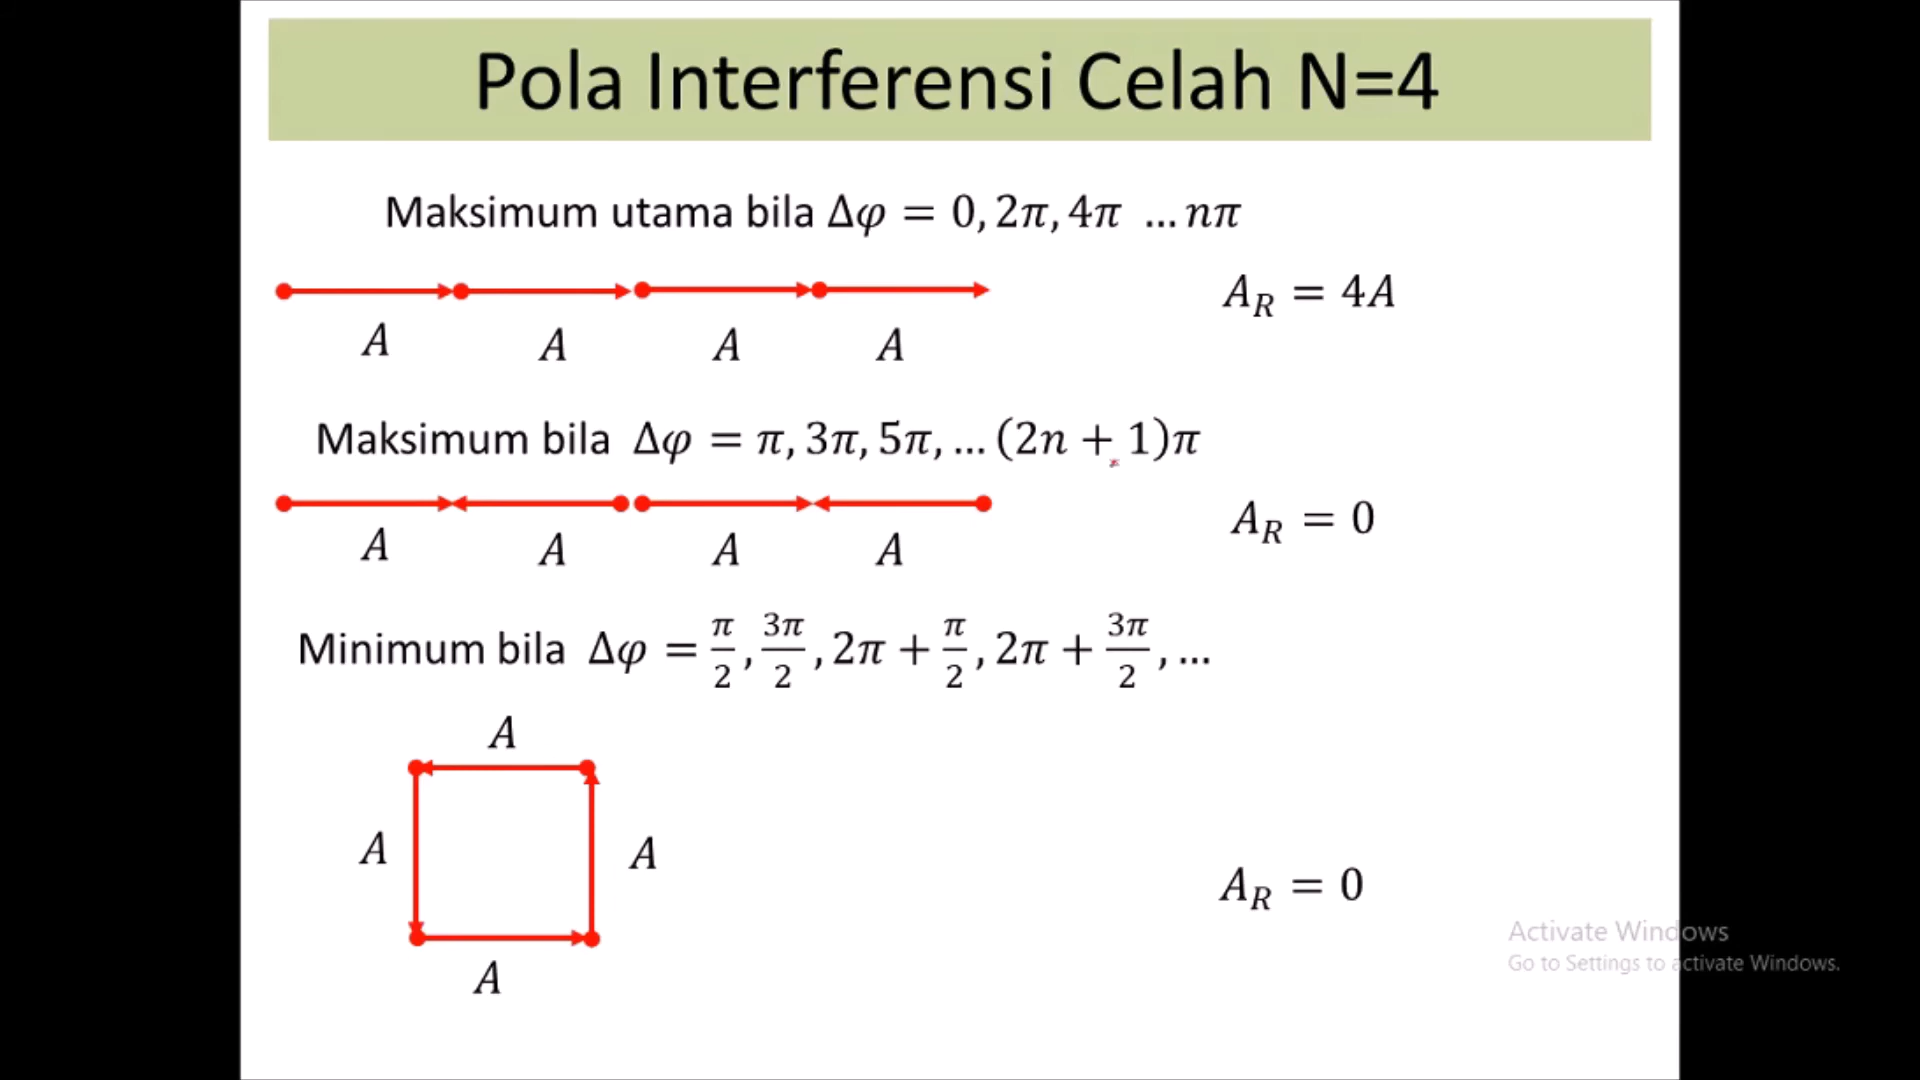 Pola Interferensi Celah N=4
Maksimum utama bila Δφ = 0, 2π, 4π ... nπ
A_R = 4A
A A A A
Maksimum bila Δφ = π, 3π, 5π, ... (2n + 1)π
A_R = 0
A A A A
Minimum bila Δφ = π/2, 3π/2, 2π + π/2, 2π + 3π/2, ...
A
A A
A_R = 0
A
Activate Windows
Go to Settings to activate Windows.